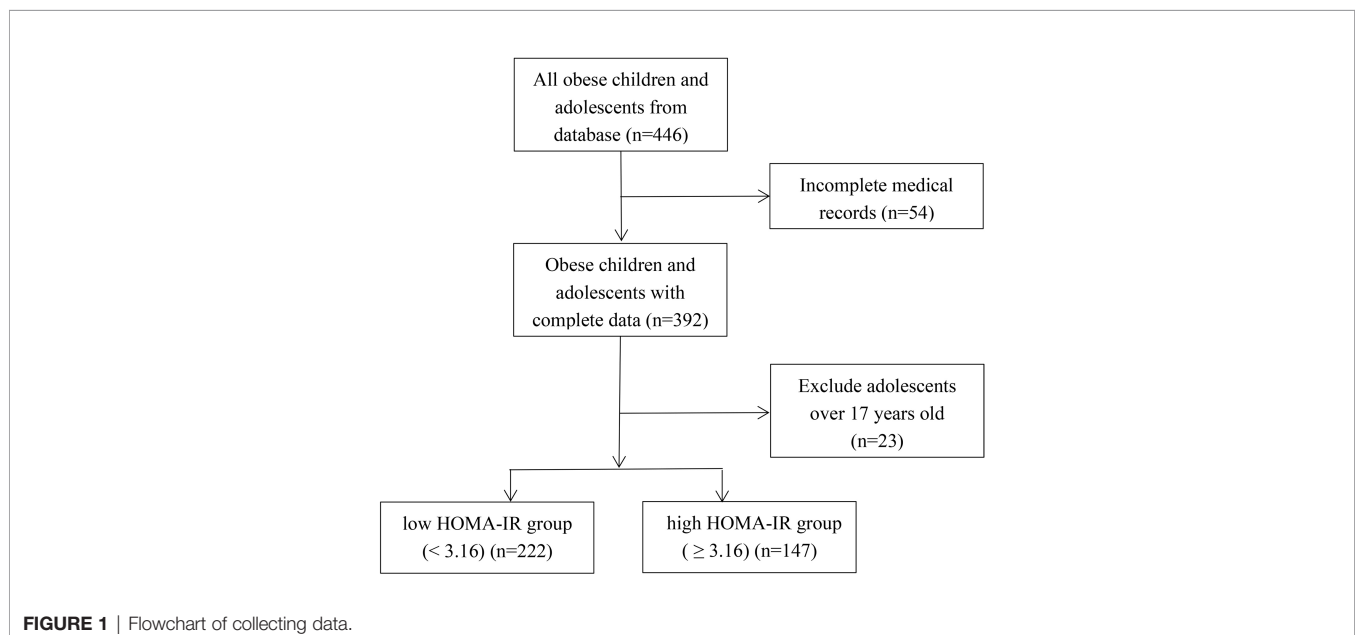 All obese children and
adolescents from
database (n=446)
Incomplete medical
records (n=54)
Obese children and
adolescents with
complete data (n=392)
Exclude adolescents
over 17 years old
(n=23)
low HOMA-IR group
(< 3.16) (n=222)
high HOMA-IR group
( ≥ 3.16) (n=147)
FIGURE 1 | Flowchart of collecting data.